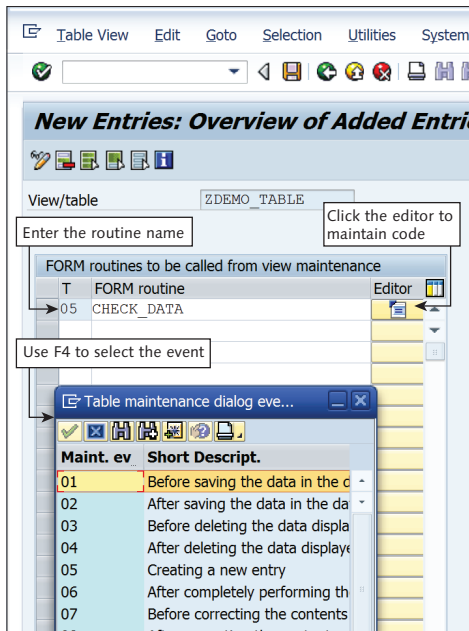 Table View Edit Goto Selection Utilities System
New Entries: Overview of Added Entri
View/table ZDEMO_TABLE
Click the editor to
maintain code
Enter the routine name
FORM routines to be called from view maintenance
T FORM routine Editor
05 CHECK_DATA
Use F4 to select the event
Table maintenance dialog eve...
Maint. ev Short Descript.
01 Before saving the data in the d
02 After saving the data in the da
03 Before deleting the data displa
04 After deleting the data displaye
05 Creating a new entry
06 After completely performing th
07 Before correcting the contents